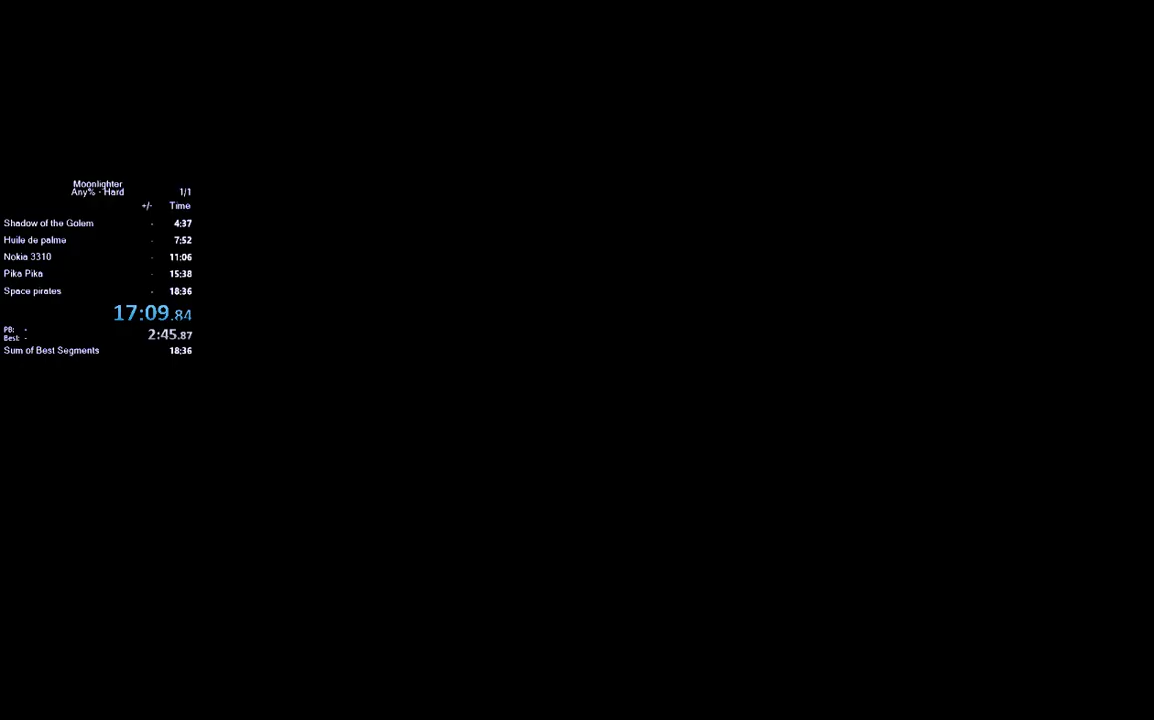 Moonlighter
Any% - Hard 1/1
+/- Time
Shadow of the Golem - 4:37
Huile de palme - 7:52
Nokia 3310 - 11:06
Pika Pika - 15:38
Space pirates - 18:36
17:09.84
PB: -
Best: - 2:45.87
Sum of Best Segments 18:36